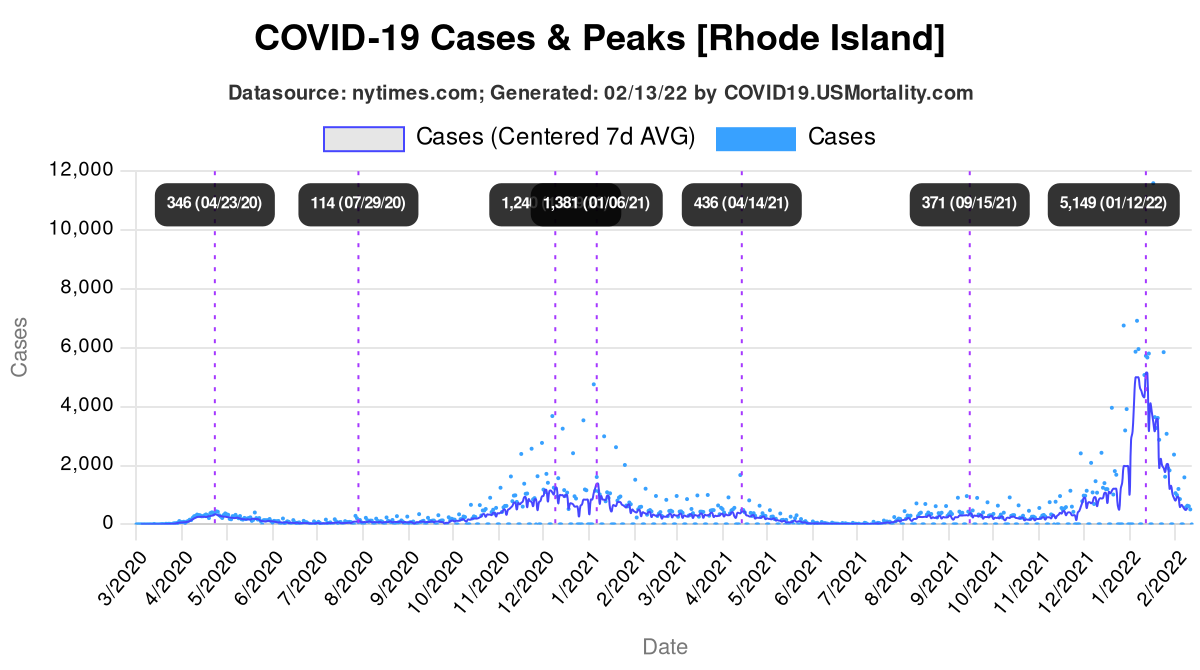 COVID-19 Cases & Peaks [Rhode Island]
Datasource: nytimes.com; Generated: 02/13/22 by COVID19.USMortality.com
Cases (Centered 7d AVG) Cases
12,000
346 (04/23/20) 114 (07/29/20) 1,240 1,381 (01/06/21) 436 (04/14/21) 371 (09/15/21) 5,149 (01/12/22)
10,000
8,000
6,000
4,000
2,000
0
Cases
3/2020 4/2020 5/2020 6/2020 7/2020 8/2020 9/2020 10/2020 11/2020 12/2020 1/2021 2/2021 3/2021 4/2021 5/2021 6/2021 7/2021 8/2021 9/2021 10/2021 11/2021 12/2021 1/2022 2/2022
Date